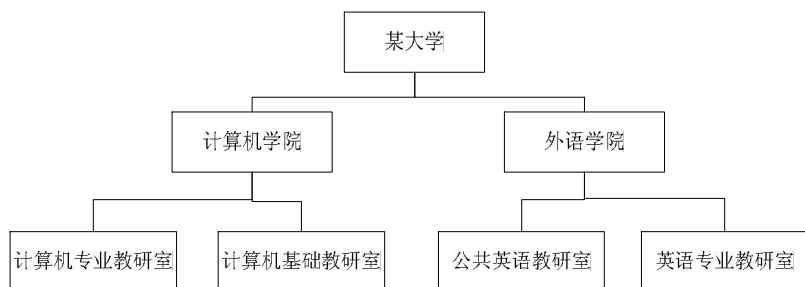 某大学
计算机学院
外语学院
计算机专业教研室
计算机基础教研室
公共英语教研室
英语专业教研室